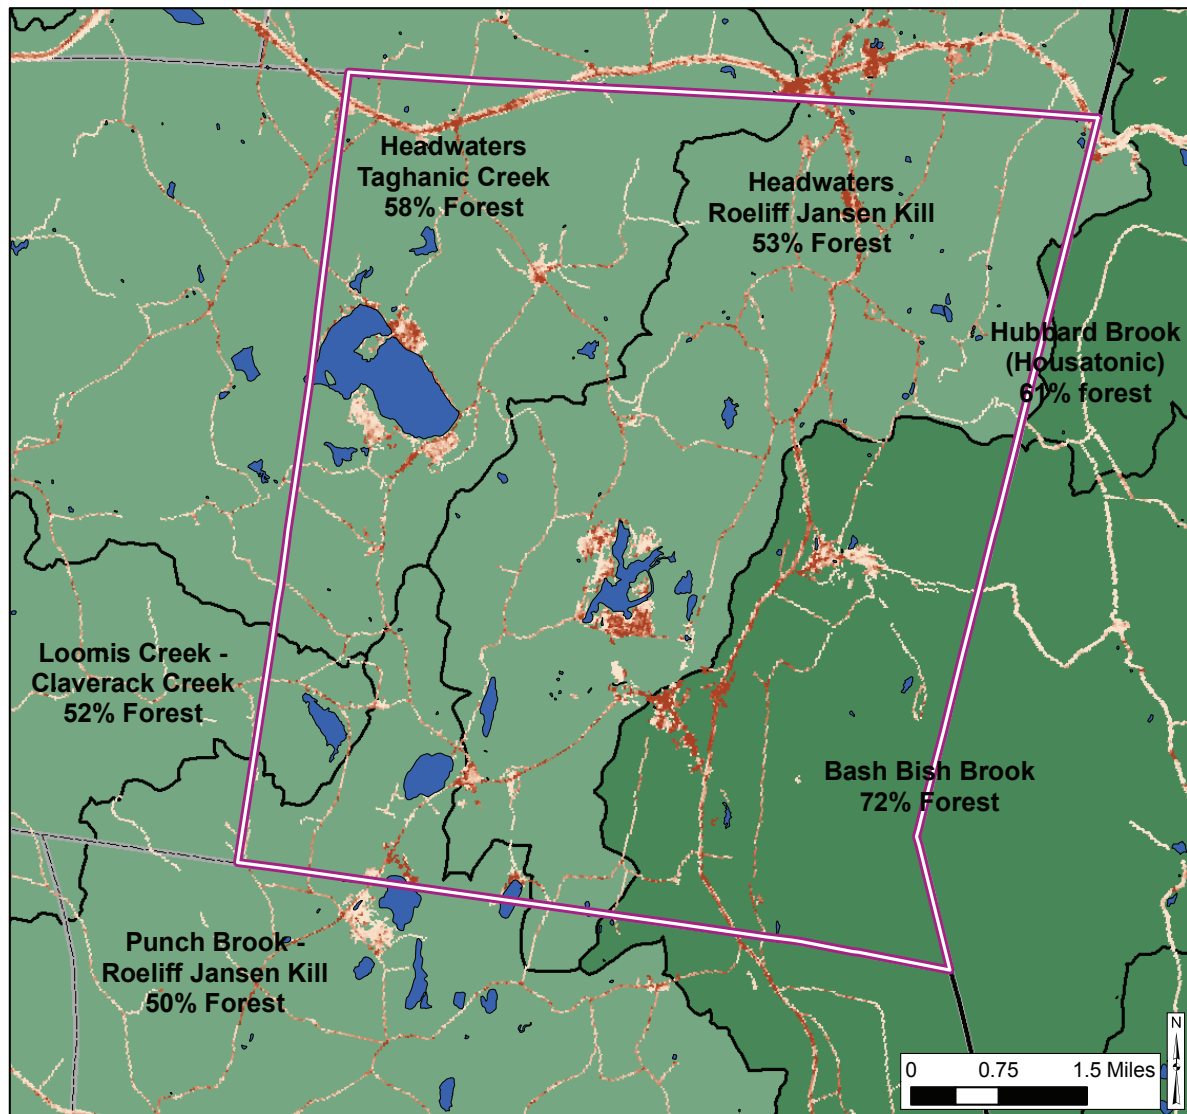 Headwaters
Taghanic Creek
58% Forest
Headwaters
Roeliff Jansen Kill
53% Forest
Hubbard Brook
(Housatonic)
61% forest
Loomis Creek -
Claverack Creek
52% Forest
Bash Bish Brook
72% Forest
Punch Brook -
Roeliff Jansen Kill
50% Forest
N
0 0.75 1.5 Miles